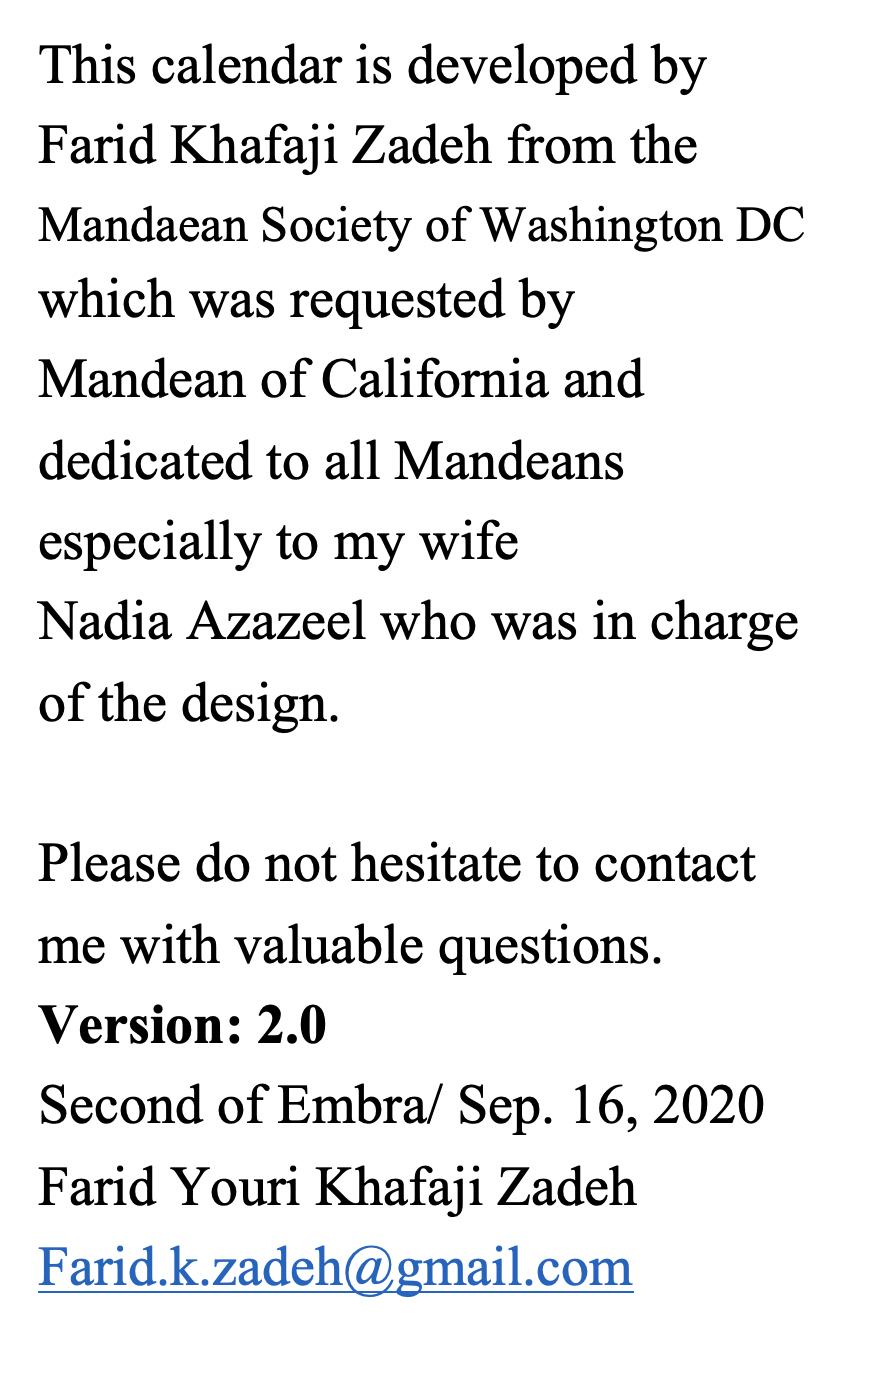 This calendar is developed by
Farid Khafaji Zadeh from the
Mandaean Society of Washington DC
which was requested by
Mandean of California and
dedicated to all Mandeans
especially to my wife
Nadia Azazeel who was in charge
of the design.
Please do not hesitate to contact
me with valuable questions.
Version: 2.0
Second of Embra/ Sep. 16, 2020
Farid Youri Khafaji Zadeh
Farid.k.zadeh@gmail.com